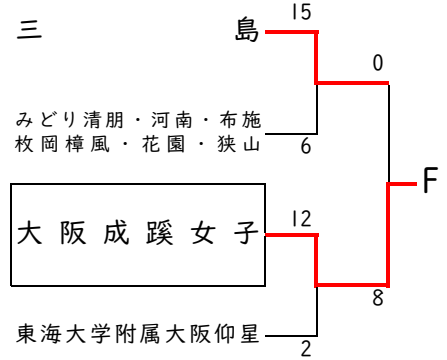 15
三島
0
みどり清朋・河南・布施
枚岡樟風・花園・狭山
6
F
12
大阪成蹊女子
8
東海大学附属大阪仰星
2